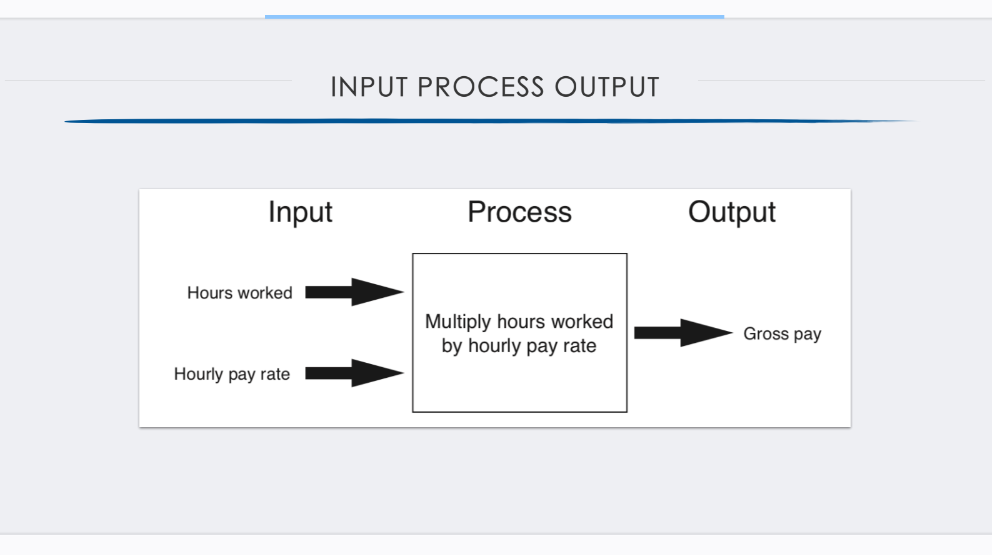 INPUT PROCESS OUTPUT
Input
Process
Output
Hours worked
Hourly pay rate
Multiply hours worked
by hourly pay rate
Gross pay